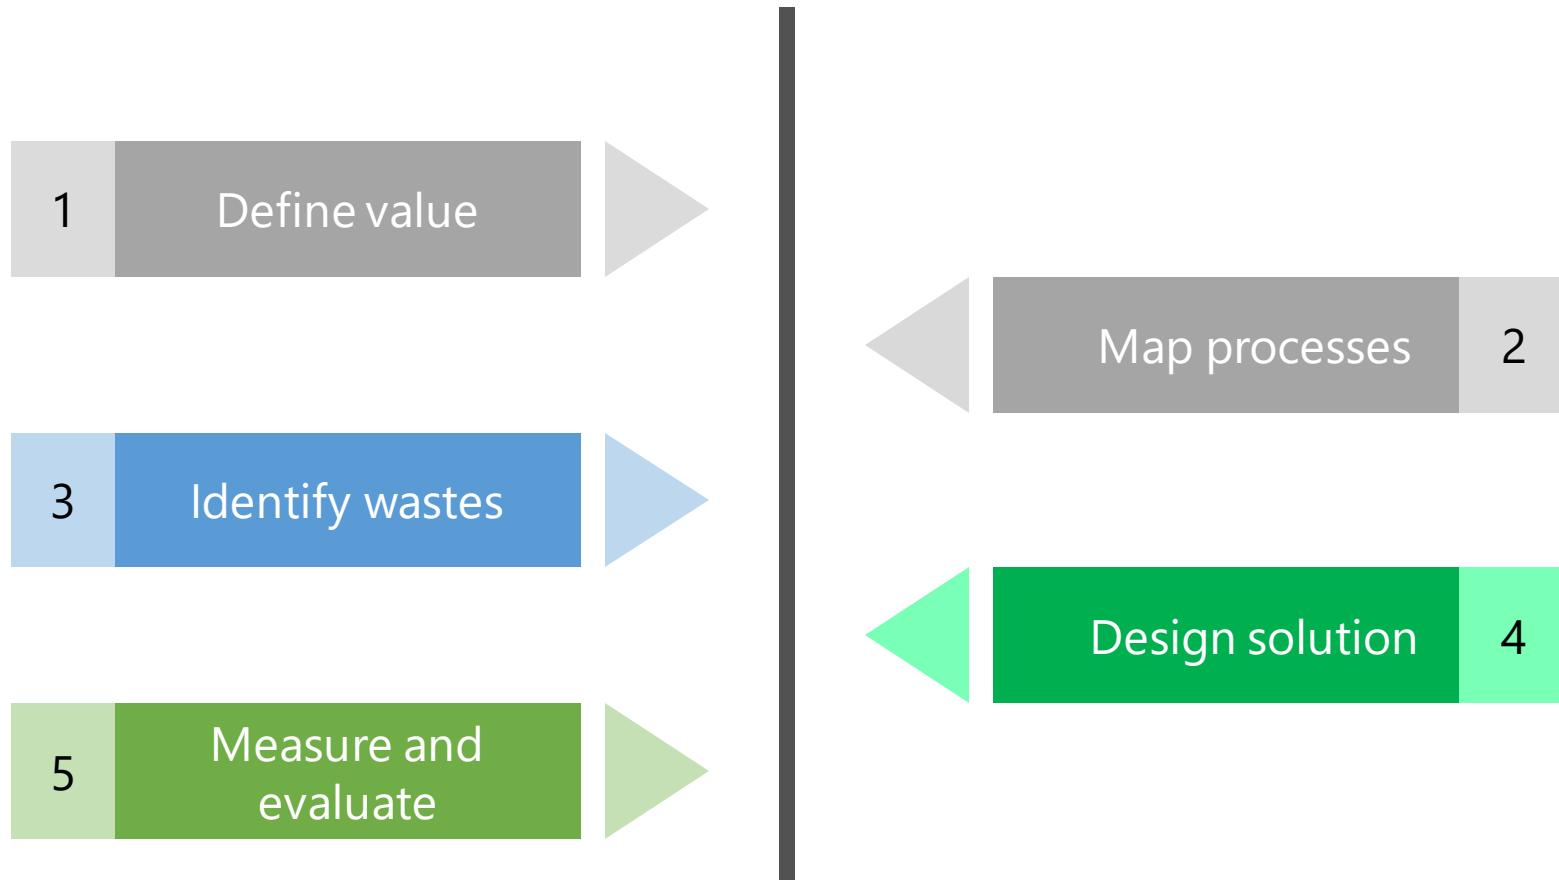 1
Define value
Map processes
2
3
Identify wastes
Design solution
4
5
Measure and
evaluate